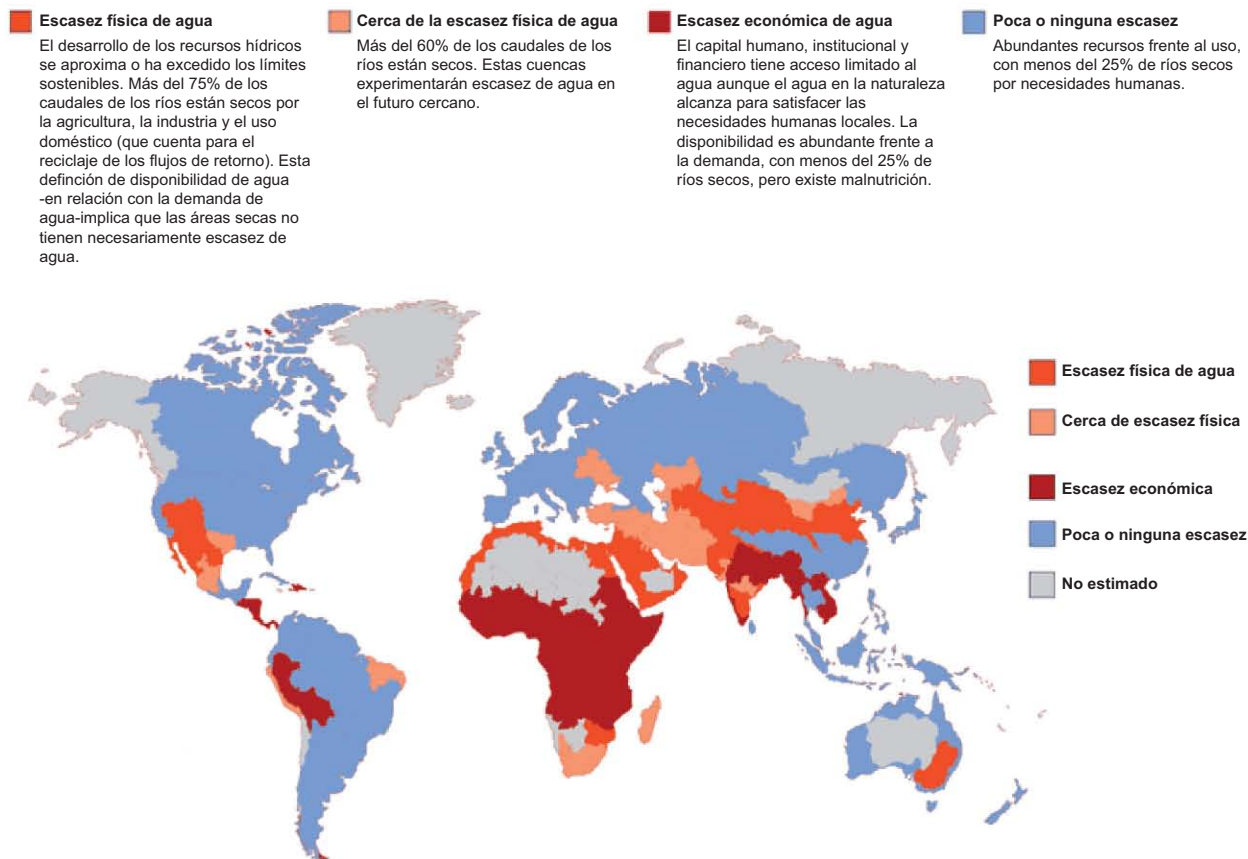 Escasez física de agua
El desarrollo de los recursos hídricos
se aproxima o ha excedido los límites
sostenibles. Más del 75% de los
caudales de los ríos están secos por
la agricultura, la industria y el uso
doméstico (que cuenta para el
reciclaje de los flujos de retorno). Esta
definción de disponibilidad de agua
-en relación con la demanda de
agua-implica que las áreas secas no
tienen necesariamente escasez de
agua.
Cerca de la escasez física de agua
Más del 60% de los caudales de los
ríos están secos. Estas cuencas
experimentarán escasez de agua en
el futuro cercano.
Escasez económica de agua
El capital humano, institucional y
financiero tiene acceso limitado al
agua aunque el agua en la naturaleza
alcanza para satisfacer las
necesidades humanas locales. La
disponibilidad es abundante frente a
la demanda, con menos del 25% de
ríos secos, pero existe malnutrición.
Poca o ninguna escasez
Abundantes recursos frente al uso,
con menos del 25% de ríos secos
por necesidades humanas.
Escasez física de agua
Cerca de escasez física
Escasez económica
Poca o ninguna escasez
No estimado